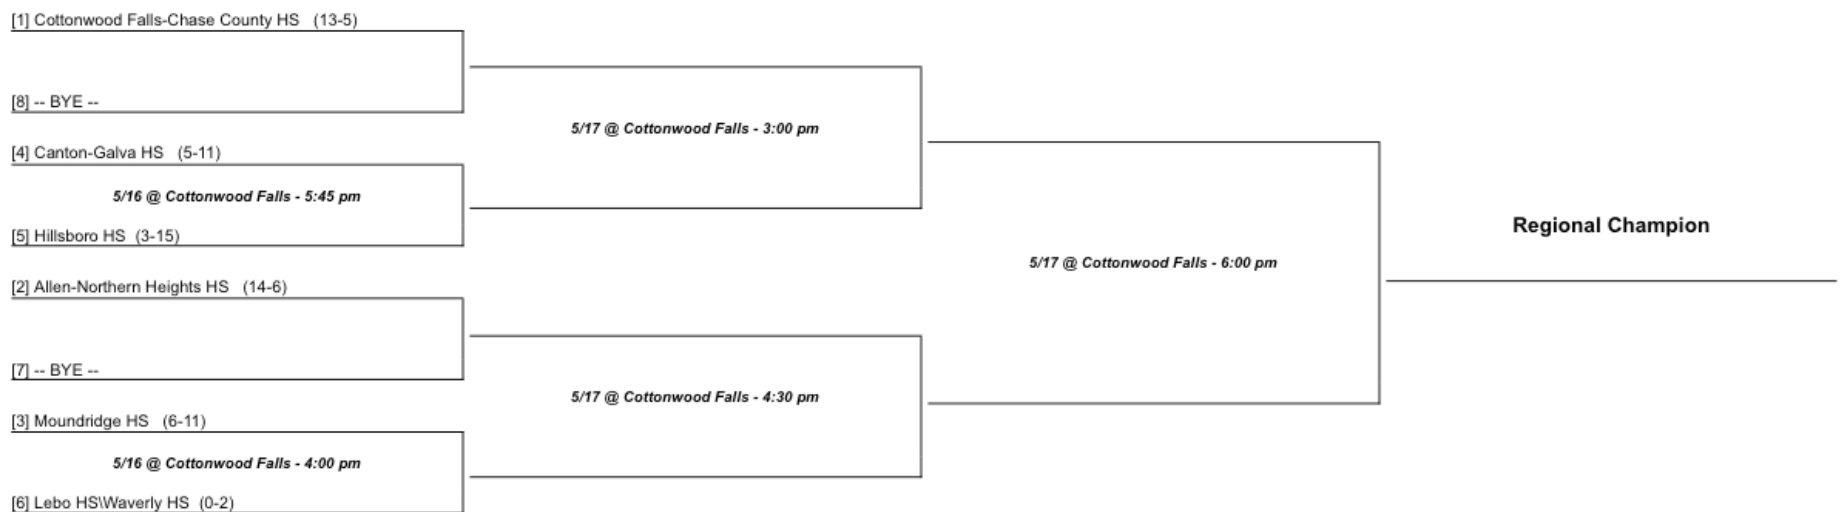 [1] Cottonwood Falls-Chase County HS (13-5)
[8] -- BYE --
5/17 @ Cottonwood Falls - 3:00 pm
[4] Canton-Galva HS (5-11)
5/16 @ Cottonwood Falls - 5:45 pm
[5] Hillsboro HS (3-15)
Regional Champion
5/17 @ Cottonwood Falls - 6:00 pm
[2] Allen-Northern Heights HS (14-6)
[7] -- BYE --
5/17 @ Cottonwood Falls - 4:30 pm
[3] Moundridge HS (6-11)
5/16 @ Cottonwood Falls - 4:00 pm
[6] Lebo HS\Waverly HS (0-2)